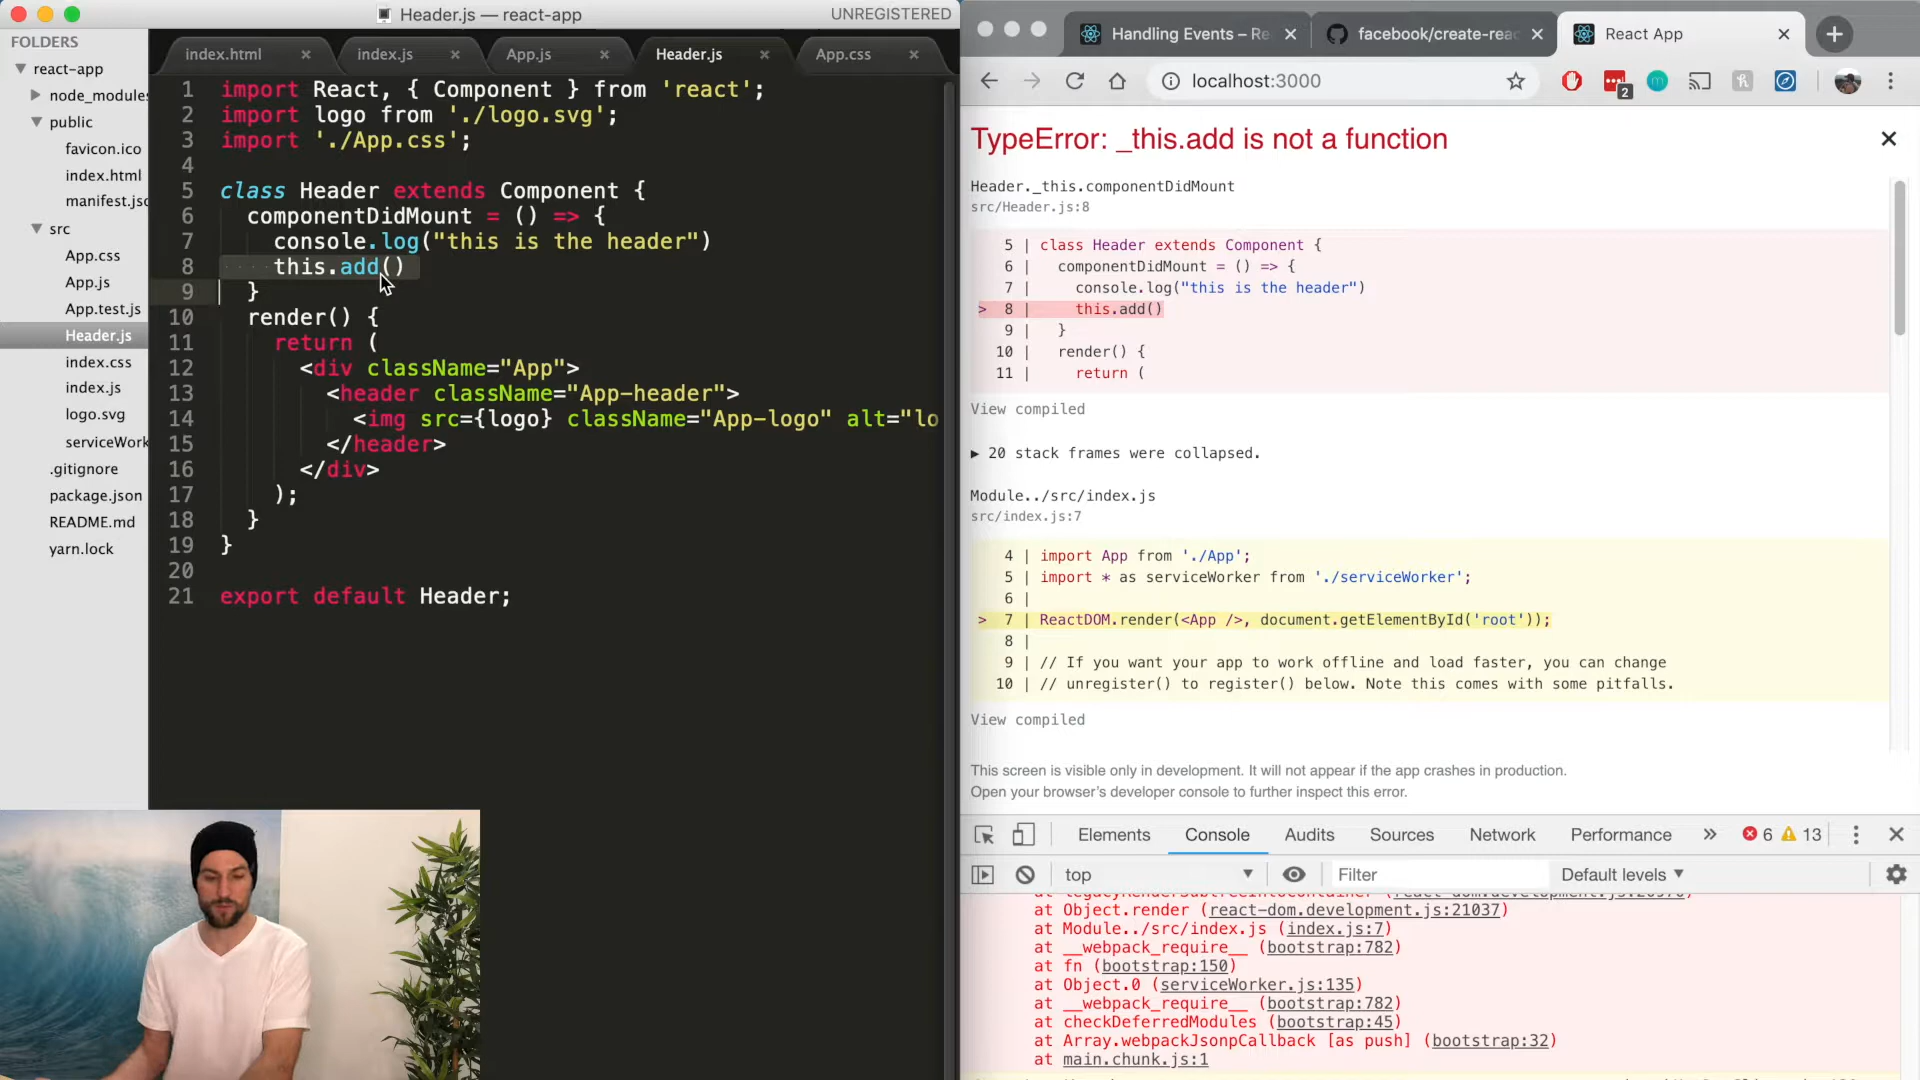 Header.js — react-app
UNREGISTERED
FOLDERS
react-app
node_modules
public
favicon.ico
index.html
manifest.jso
src
App.css
App.js
App.test.js
Header.js
index.css
index.js
logo.svg
serviceWork
.gitignore
package.json
README.md
yarn.lock
index.html
index.js
App.js
Header.js
App.css
1 import React, { Component } from 'react';
2 import logo from './logo.svg';
3 import './App.css';
4
5 class Header extends Component {
6 componentDidMount = () => {
7 console.log("this is the header")
8 this.add()
9 }
10 render() {
11 return (
12 <div className="App">
13 <header className="App-header">
14 <img src={logo} className="App-logo" alt="lo
15 </header>
16 </div>
17 );
18 }
19 }
20
21 export default Header;
Handling Events – Re
facebook/create-reac
React App
localhost:3000
2
TypeError: _this.add is not a function
Header._this.componentDidMount
src/Header.js:8
5 | class Header extends Component {
6 | componentDidMount = () => {
7 | console.log("this is the header")
> 8 | this.add()
9 | }
10 | render() {
11 | return (
View compiled
▶ 20 stack frames were collapsed.
Module../src/index.js
src/index.js:7
4 | import App from './App';
5 | import * as serviceWorker from './serviceWorker';
6 |
> 7 | ReactDOM.render(<App />, document.getElementById('root'));
8 |
9 | // If you want your app to work offline and load faster, you can change
10 | // unregister() to register() below. Note this comes with some pitfalls.
View compiled
This screen is visible only in development. It will not appear if the app crashes in production.
Open your browser's developer console to further inspect this error.
Elements Console Audits Sources Network Performance » 6 13
top Filter Default levels
at Object.render (react-dom.development.js:21037)
at Module../src/index.js (index.js:7)
at __webpack_require__ (bootstrap:782)
at fn (bootstrap:150)
at Object.0 (serviceWorker.js:135)
at __webpack_require__ (bootstrap:782)
at checkDeferredModules (bootstrap:45)
at Array.webpackJsonpCallback [as push] (bootstrap:32)
at main.chunk.js:1